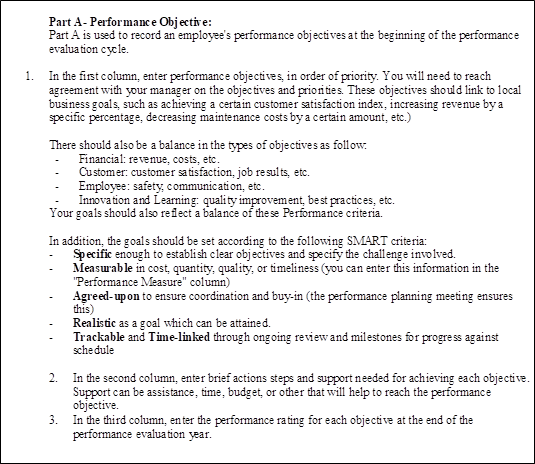 Part A- Performance Objective:
Part A is used to record an employee's performance objectives at the beginning of the performance
evaluation cycle.
1. In the first column, enter performance objectives, in order of priority. You will need to reach
agreement with your manager on the objectives and priorities. These objectives should link to local
business goals, such as achieving a certain customer satisfaction index, increasing revenue by a
specific percentage, decreasing maintenance costs by a certain amount, etc.)
There should also be a balance in the types of objectives as follow:
- Financial: revenue, costs, etc.
- Customer: customer satisfaction, job results, etc.
- Employee: safety, communication, etc.
- Innovation and Learning: quality improvement, best practices, etc.
Your goals should also reflect a balance of these Performance criteria.
In addition, the goals should be set according to the following SMART criteria:
- Specific enough to establish clear objectives and specify the challenge involved.
- Measurable in cost, quantity, quality, or timeliness (you can enter this information in the
"Performance Measure" column)
- Agreed-upon to ensure coordination and buy-in (the performance planning meeting ensures
this)
- Realistic as a goal which can be attained.
- Trackable and Time-linked through ongoing review and milestones for progress against
schedule
2. In the second column, enter brief actions steps and support needed for achieving each objective.
Support can be assistance, time, budget, or other that will help to reach the performance
objective.
3. In the third column, enter the performance rating for each objective at the end of the
performance evaluation year.